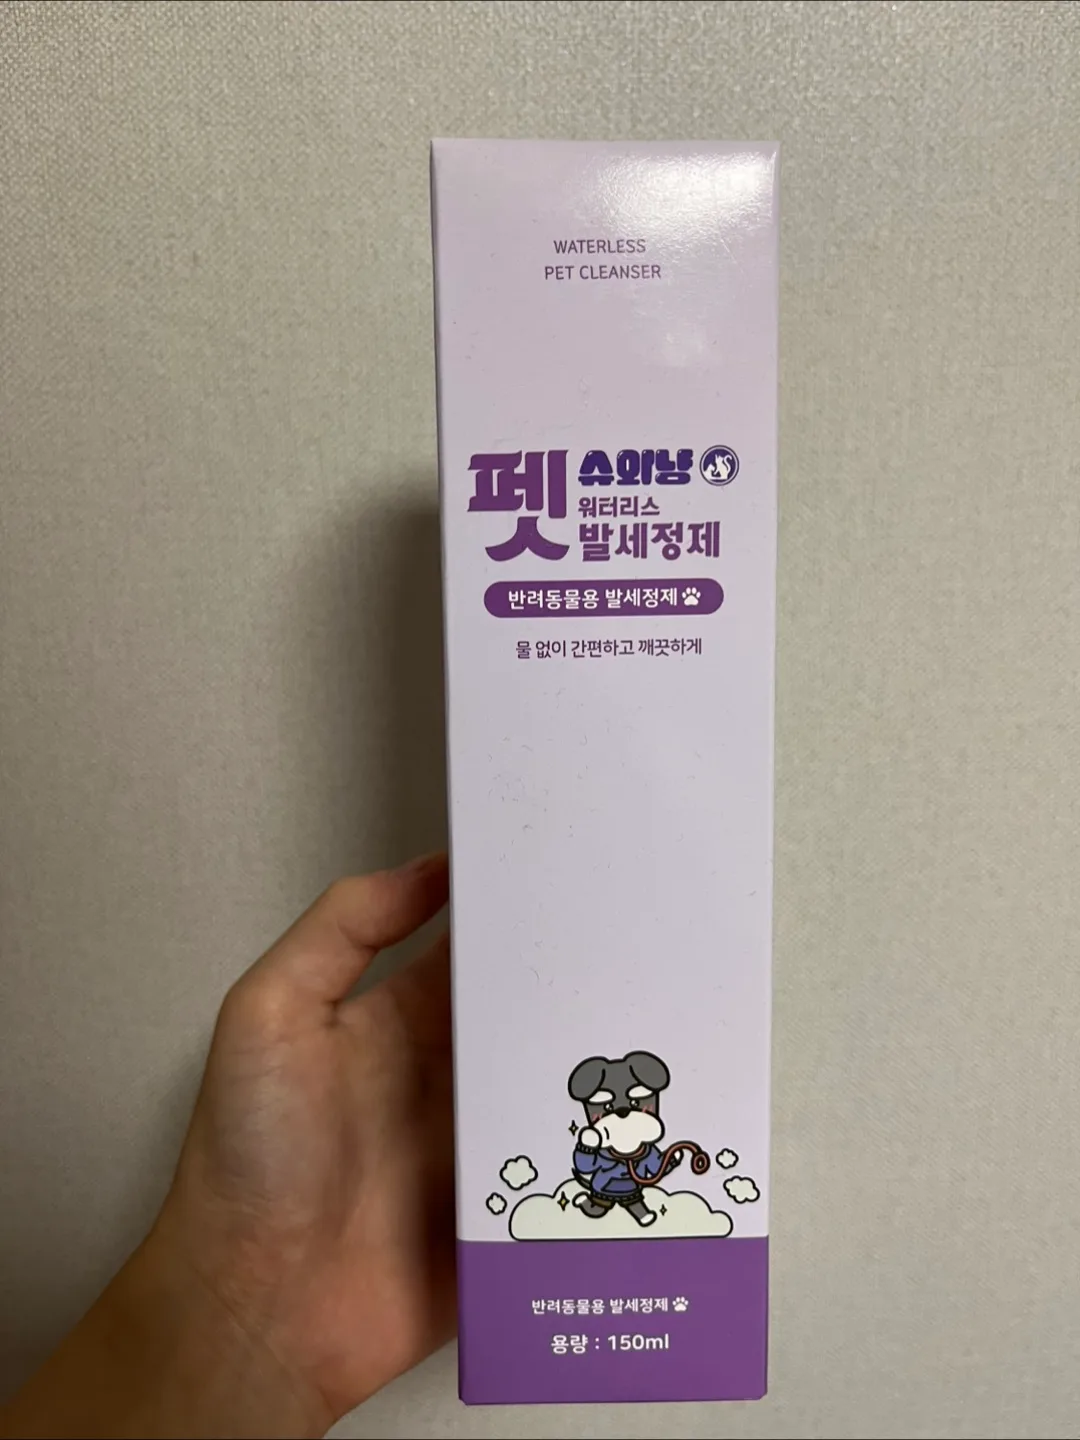 WATERLESS
PET CLEANSER
펫 슈와냥
워터리스
발세정제
반려동물용 발세정제
물 없이 간편하고 깨끗하게
반려동물용 발세정제
용량 : 150ml